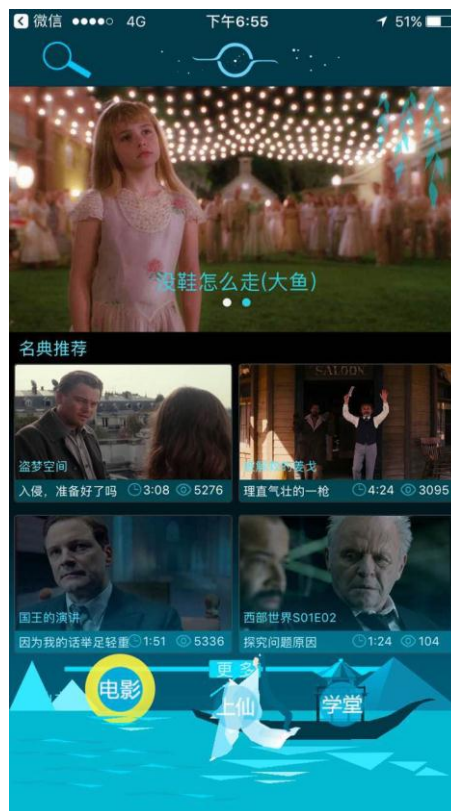 微信 4G 下午6:55 51%
没鞋怎么走(大鱼)
名典推荐
SALOON
盗梦空间
入侵，准备好了吗 3:08 5276
理直气壮的一枪 4:24 3095
国王的演讲
因为我的话举足轻重 1:51 5336
西部世界S01E02
探究问题原因 1:24 104
更多
电影
上仙
学堂